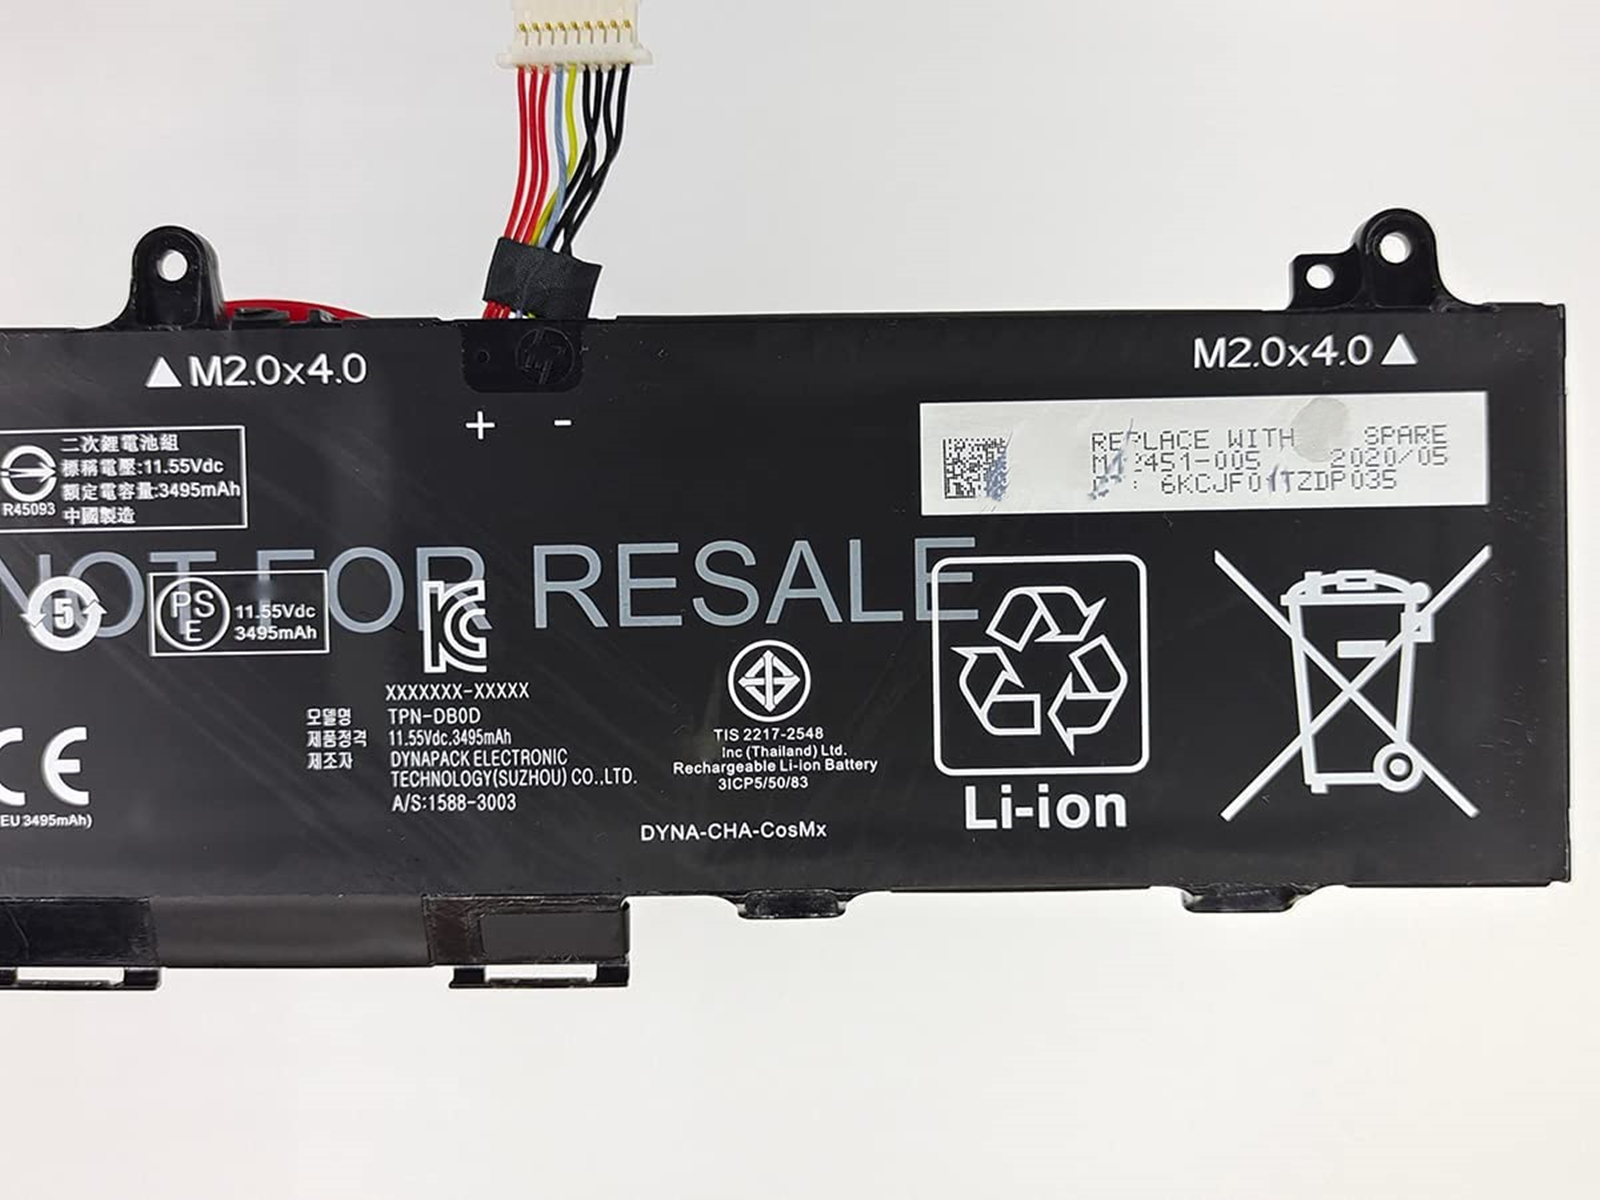 M2.0x4.0
M2.0x4.0
hp
+ -
二次鋰電池組
標稱電壓:11.55Vdc
額定電容量:3495mAh
中國製造
R45093
REPLACE WITH SPARE
2451-005 2020/05
6KCJF01TZDP035
NOT FOR RESALE
5
PS
E
11.55Vdc
3495mAh
XXXXXXX-XXXXX
모델명 TPN-DB0D
제품정격 11.55Vdc.3495mAh
제조자 DYNAPACK ELECTRONIC
TECHNOLOGY(SUZHOU) CO.,LTD.
A/S:1588-3003
TIS 2217-2548
Inc (Thailand) Ltd.
Rechargeable Li-ion Battery
3ICP5/50/83
CE
EU 3495mAh)
DYNA-CHA-CosMx
Li-ion